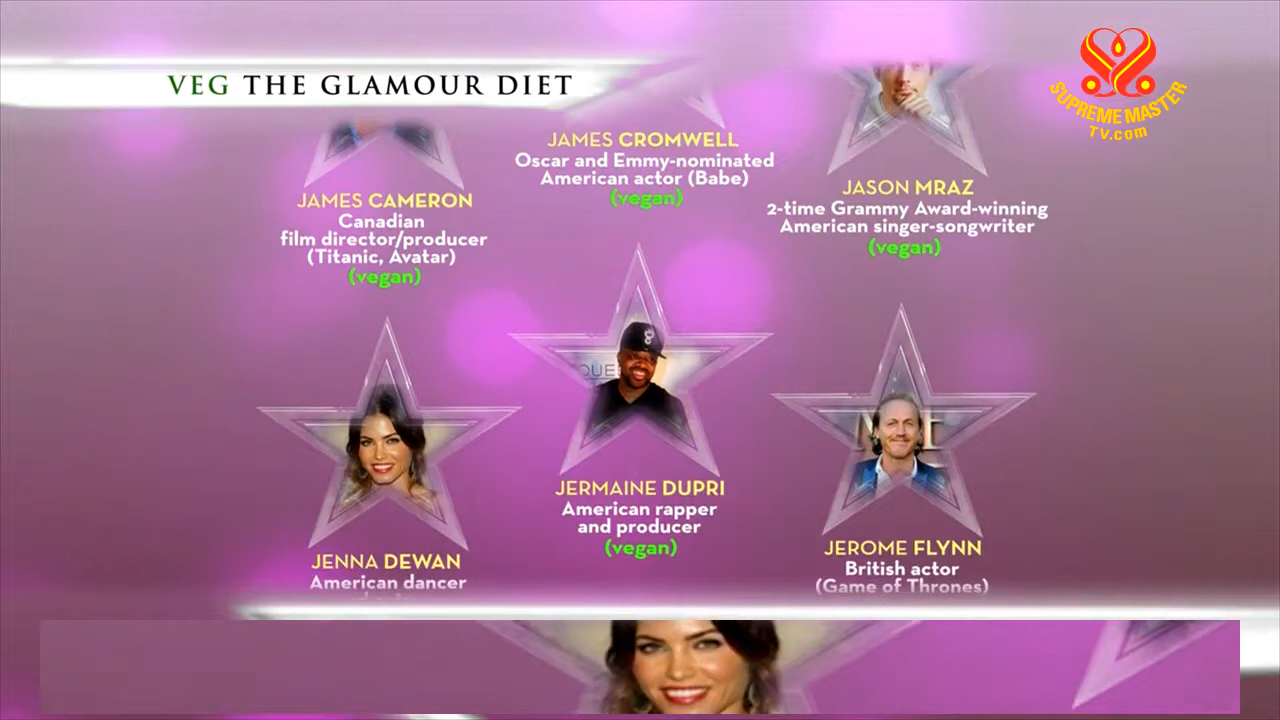 VEG THE GLAMOUR DIET
SUPREME MASTER
TV.com
JAMES CAMERON
Canadian
film director/producer
(Titanic, Avatar)
(vegan)
JAMES CROMWELL
Oscar and Emmy-nominated
American actor (Babe)
(vegan)
JASON MRAZ
2-time Grammy Award-winning
American singer-songwriter
(vegan)
JENNA DEWAN
American dancer
JERMAINE DUPRI
American rapper
and producer
(vegan)
JEROME FLYNN
British actor
(Game of Thrones)